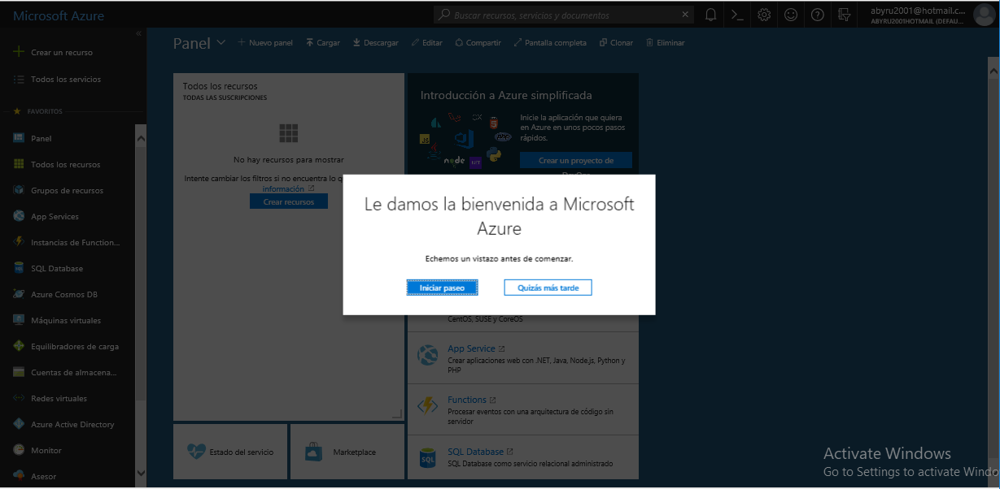 Microsoft Azure
Buscar recursos, servicios y documentos
abyru2001@hotmail.c...
ABYRU2001HOTMAIL (DEFAU...
Crear un recurso
Todos los servicios
FAVORITOS
Panel
Todos los recursos
Grupos de recursos
App Services
Instancias de Function...
SQL Database
Azure Cosmos DB
Máquinas virtuales
Equilibradores de carga
Cuentas de almacena...
Redes virtuales
Azure Active Directory
Monitor
Asesor
Panel
Nuevo panel
Cargar
Descargar
Editar
Compartir
Pantalla completa
Clonar
Eliminar
Todos los recursos
TODAS LAS SUSCRIPCIONES
No hay recursos para mostrar
Intente cambiar los filtros si no encuentra lo q
información
Crear recursos
Introducción a Azure simplificada
JS
node
.NET
Inicie la aplicación que quiera
en Azure en unos pocos pasos
rápidos.
Crear un proyecto de
Le damos la bienvenida a Microsoft
Azure
Echemos un vistazo antes de comenzar.
Iniciar paseo
Quizás más tarde
CentOS, SUSE y CoreOS
App Service
Crear aplicaciones web con .NET, Java, Node.js, Python y
PHP
Functions
Procesar eventos con una arquitectura de código sin
servidor
SQL
SQL Database
SQL Database como servicio relacional administrado
Estado del servicio
Marketplace
Activate Windows
Go to Settings to activate Windo